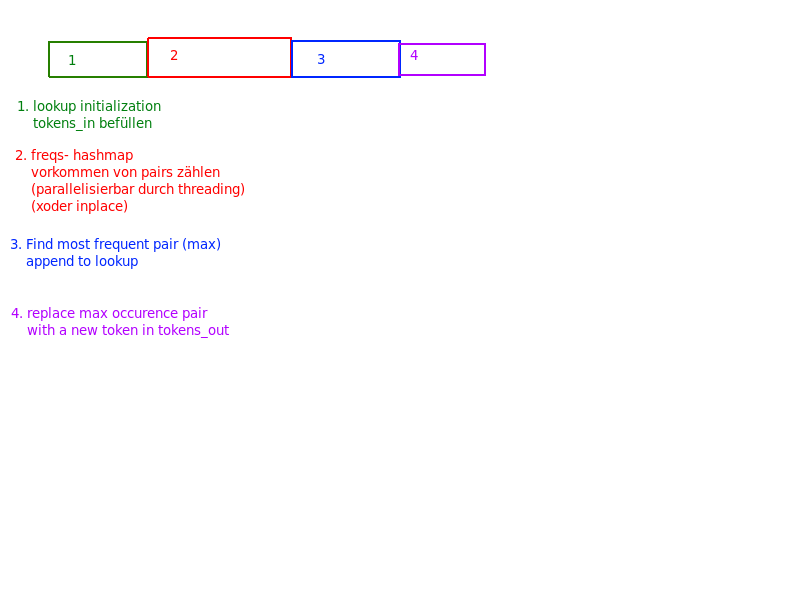 1
2
3
4
1. lookup initialization
tokens_in befüllen
2. freqs- hashmap
vorkommen von pairs zählen
(parallelisierbar durch threading)
(xoder inplace)
3. Find most frequent pair (max)
append to lookup
4. replace max occurence pair
with a new token in tokens_out